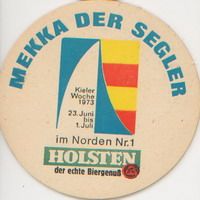 MEKKA DER SEGLER
Kieler
Woche
1973
23. Juni
bis
1. Juli
im Norden Nr.1
HOLSTEN
der echte Biergenuß